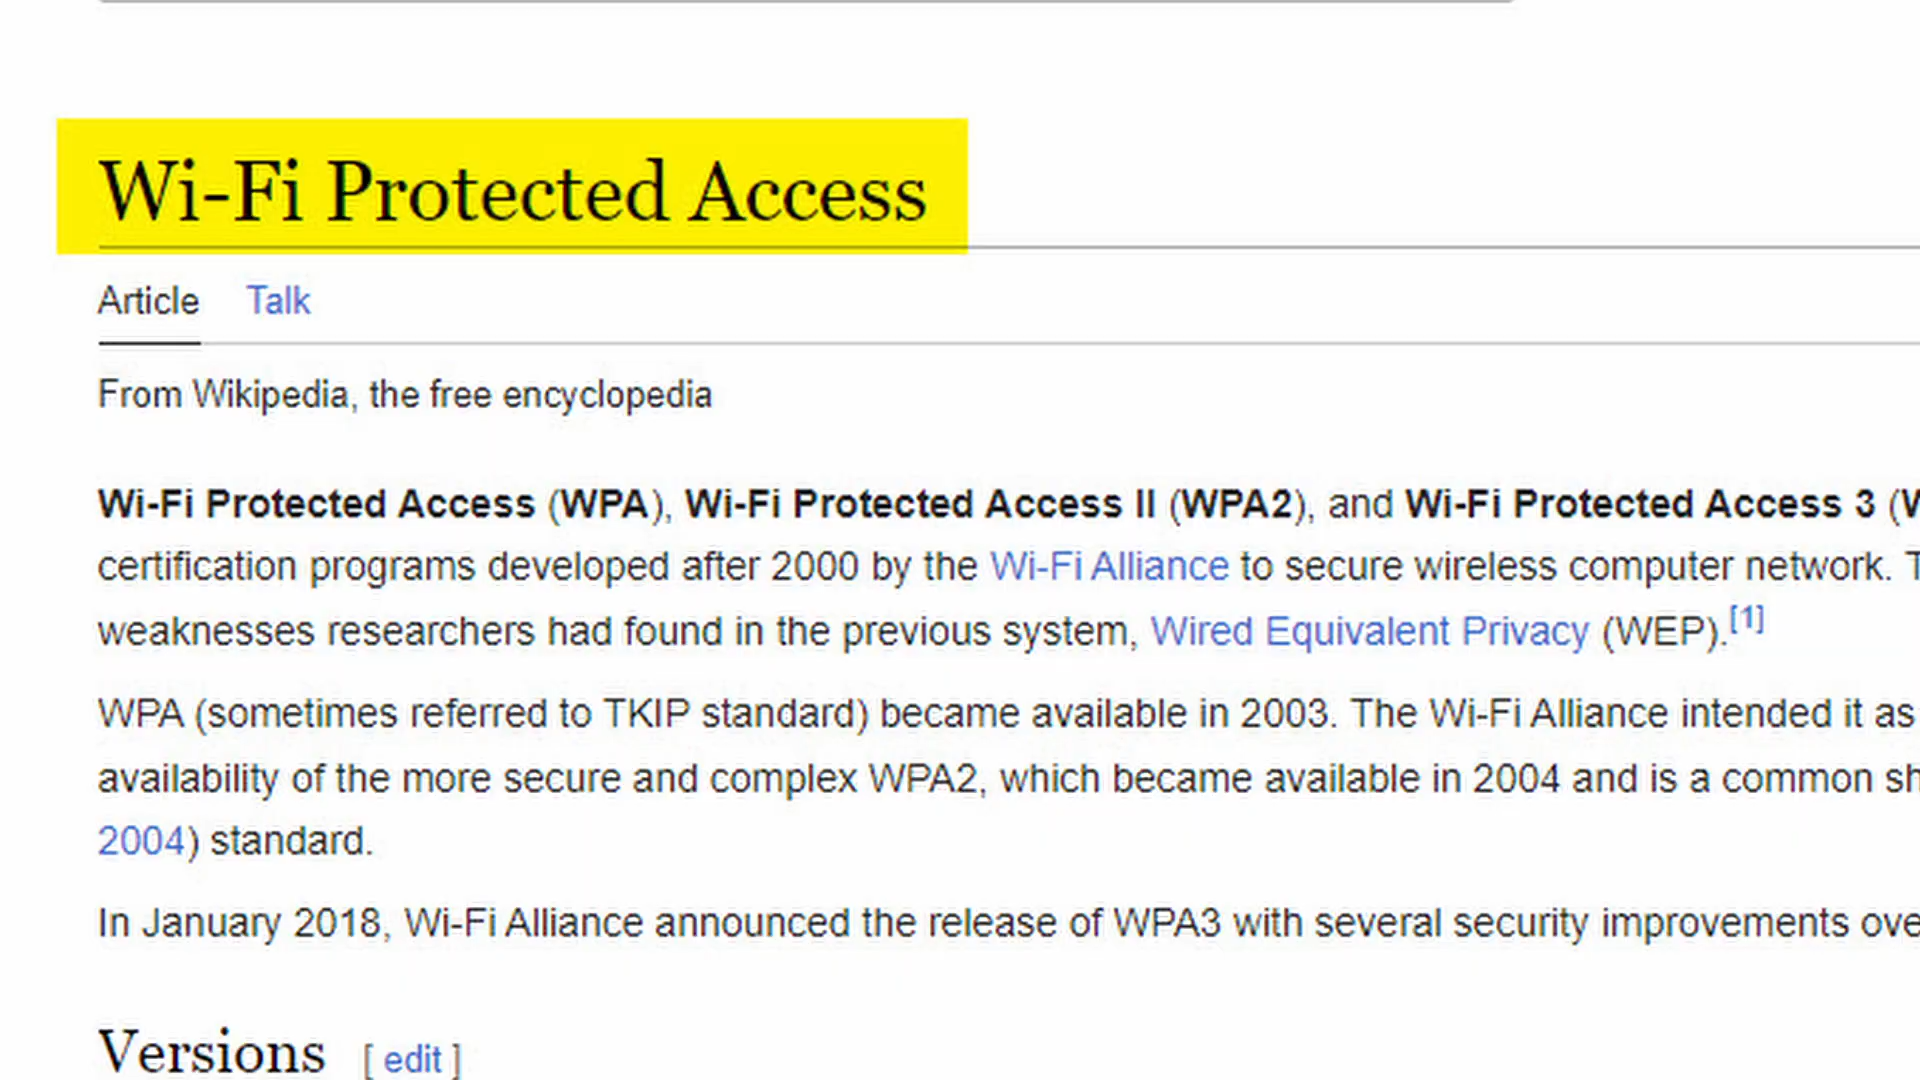 Wi-Fi Protected Access
Article Talk
From Wikipedia, the free encyclopedia
Wi-Fi Protected Access (WPA), Wi-Fi Protected Access II (WPA2), and Wi-Fi Protected Access 3 (
certification programs developed after 2000 by the Wi-Fi Alliance to secure wireless computer network.
weaknesses researchers had found in the previous system, Wired Equivalent Privacy (WEP).[1]
WPA (sometimes referred to TKIP standard) became available in 2003. The Wi-Fi Alliance intended it as
availability of the more secure and complex WPA2, which became available in 2004 and is a common
2004) standard.
In January 2018, Wi-Fi Alliance announced the release of WPA3 with several security improvements
Versions [ edit ]